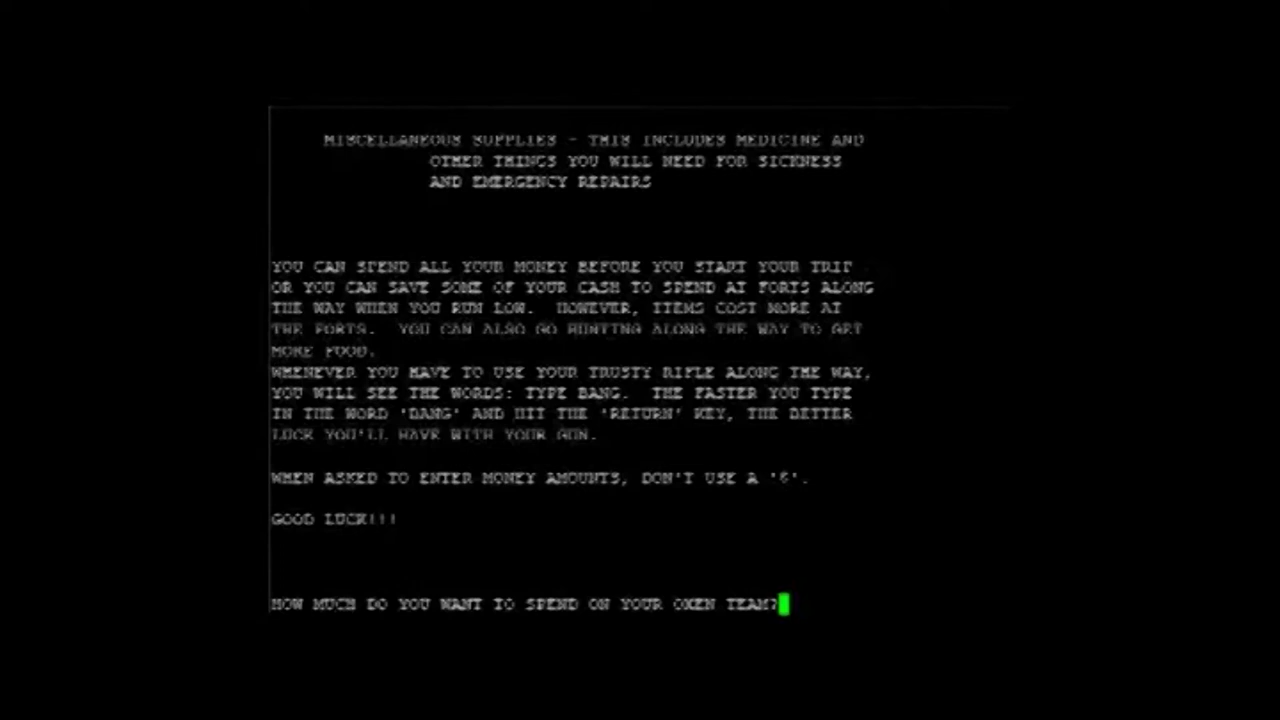 MISCELLANEOUS SUPPLIES - THIS INCLUDES MEDICINE AND
OTHER THINGS YOU WILL NEED FOR SICKNESS
AND EMERGENCY REPAIRS
YOU CAN SPEND ALL YOUR MONEY BEFORE YOU START YOUR TRIP
OR YOU CAN SAVE SOME OF YOUR CASH TO SPEND AT FORTS ALONG
THE WAY WHEN YOU RUN LOW. HOWEVER, ITEMS COST MORE AT
THE FORTS. YOU CAN ALSO GO HUNTING ALONG THE WAY TO GET
MORE FOOD.
WHENEVER YOU HAVE TO USE YOUR TRUSTY RIFLE ALONG THE WAY,
YOU WILL SEE THE WORDS: TYPE BANG. THE FASTER YOU TYPE
IN THE WORD 'BANG' AND HIT THE 'RETURN' KEY, THE BETTER
LUCK YOU'LL HAVE WITH YOUR GUN.
WHEN ASKED TO ENTER MONEY AMOUNTS, DON'T USE A '$'.
GOOD LUCK!!!
HOW MUCH DO YOU WANT TO SPEND ON YOUR OXEN TEAM?